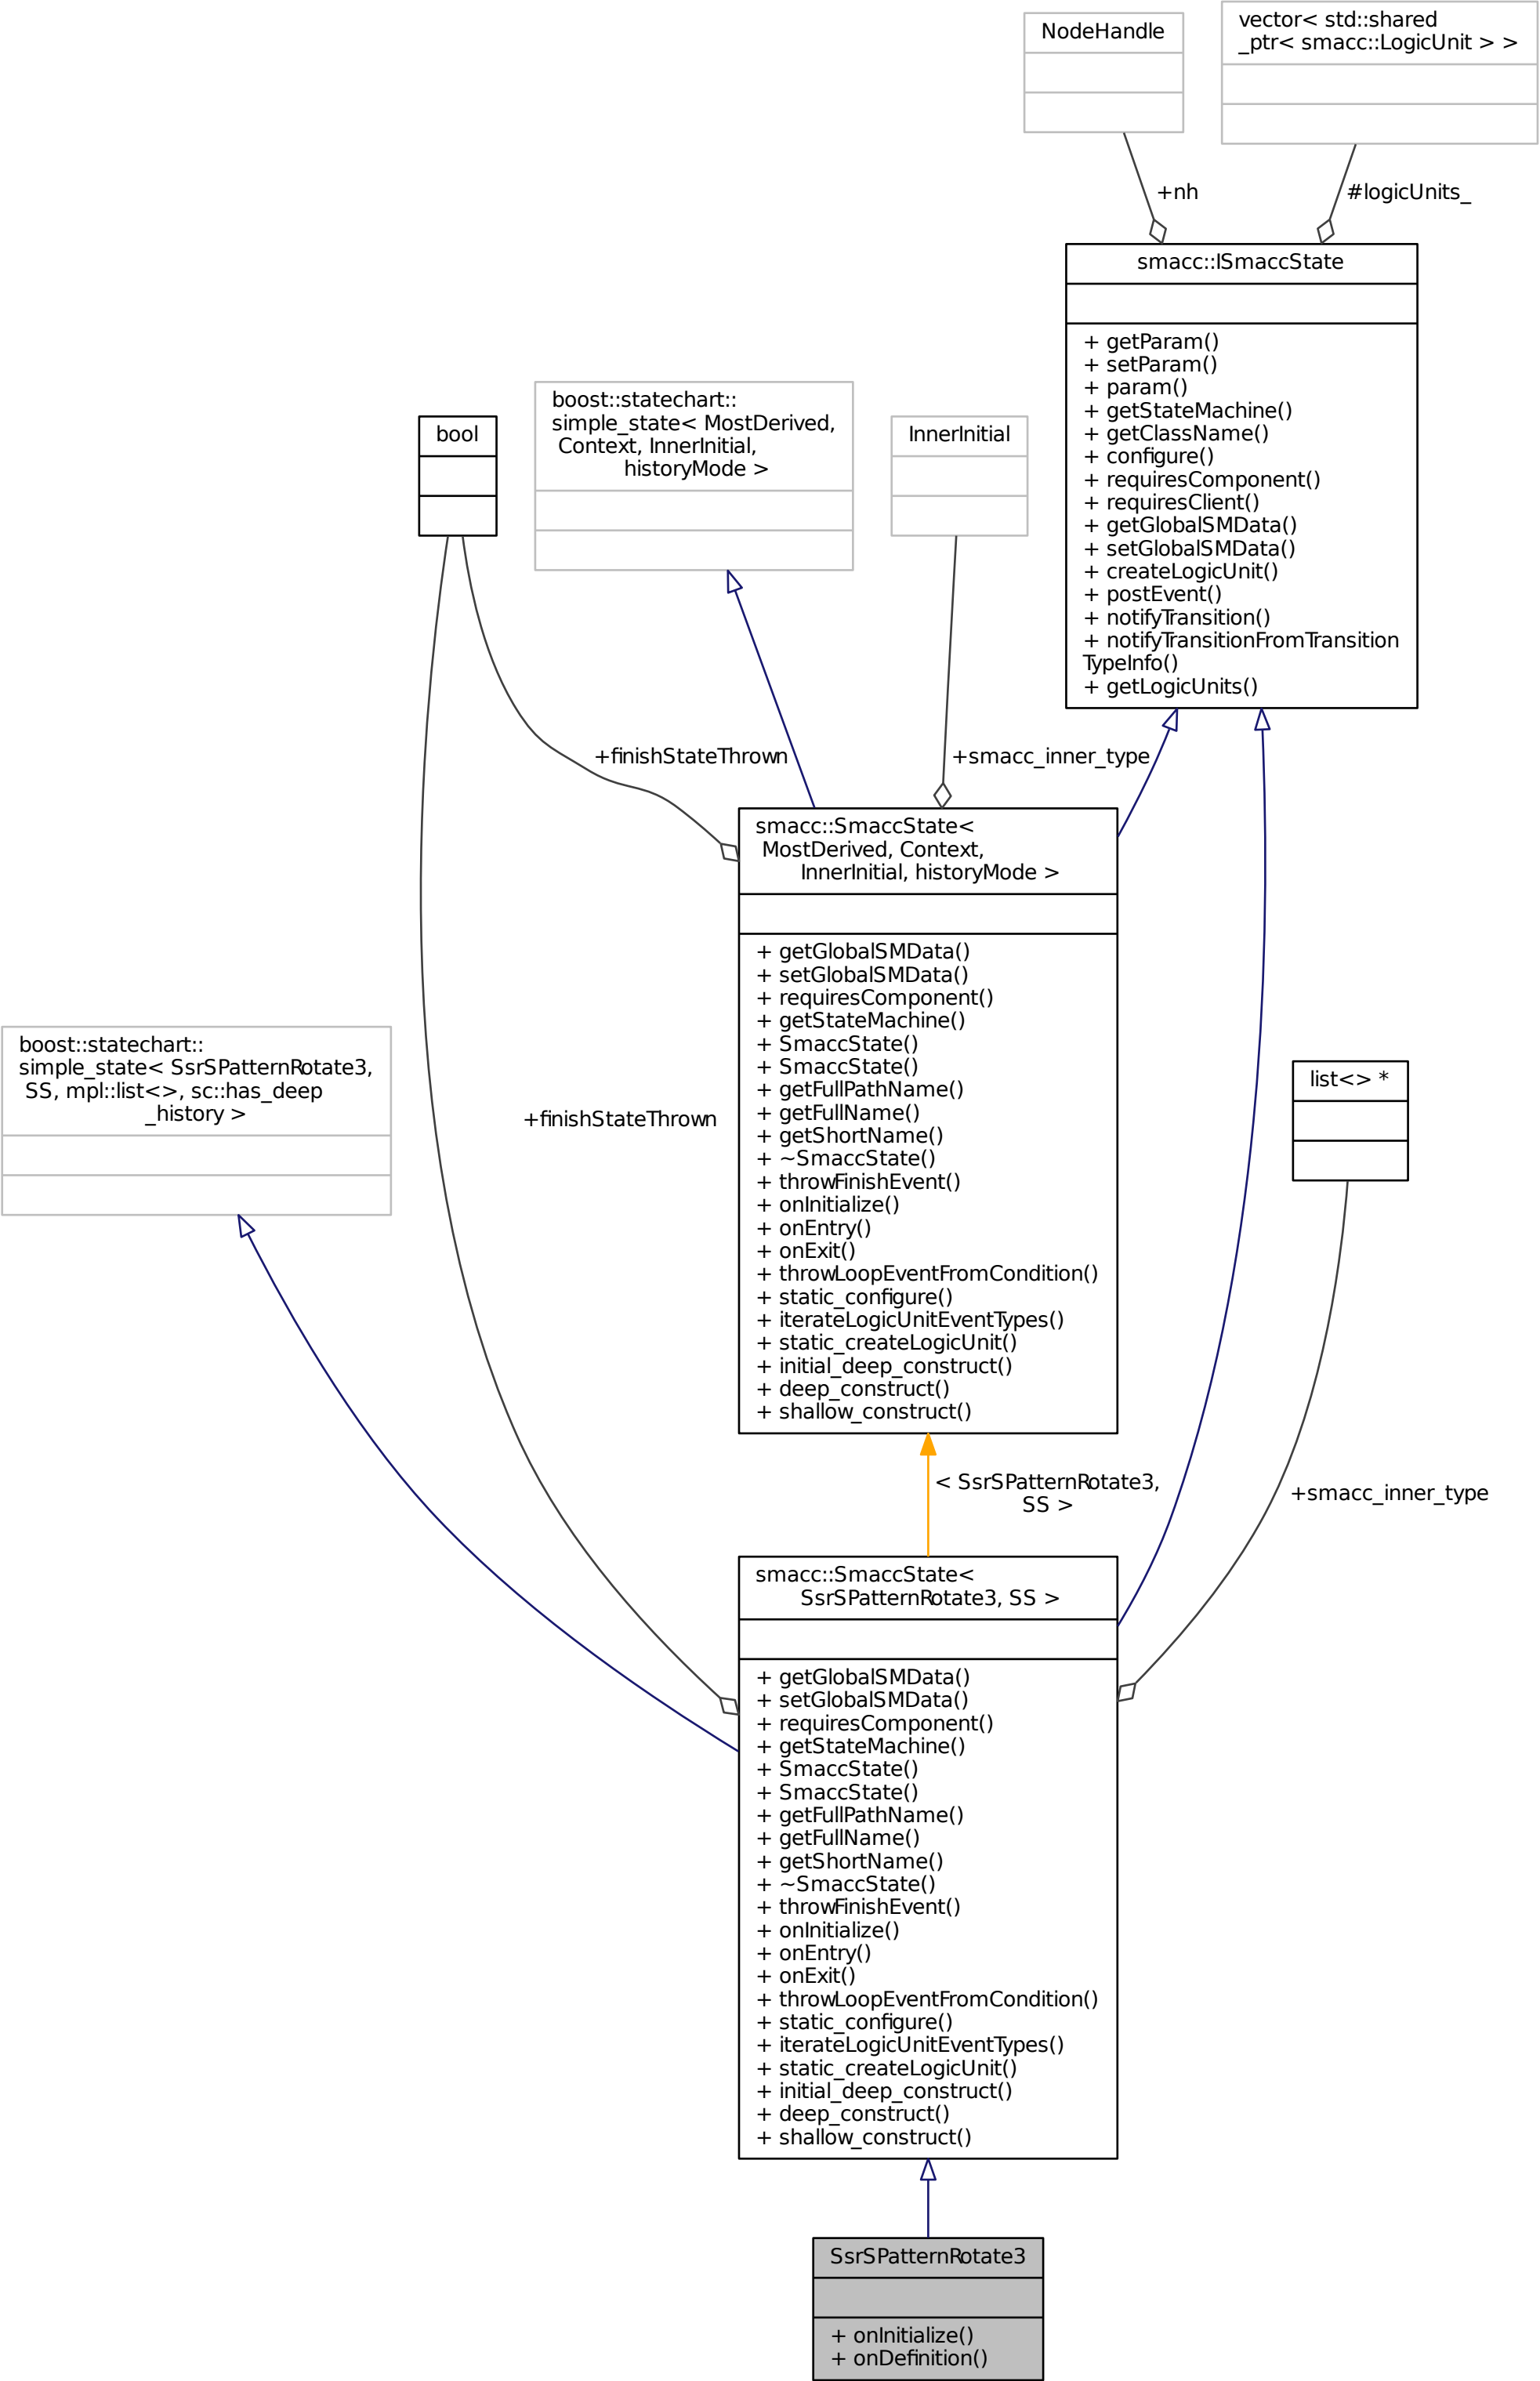 NodeHandle
vector< std::shared
_ptr< smacc::LogicUnit > >
+nh
#logicUnits_
smacc::ISmaccState
+ getParam()
+ setParam()
+ param()
+ getStateMachine()
+ getClassName()
+ configure()
+ requiresComponent()
+ requiresClient()
+ getGlobalSMData()
+ setGlobalSMData()
+ createLogicUnit()
+ postEvent()
+ notifyTransition()
+ notifyTransitionFromTransition
TypeInfo()
+ getLogicUnits()
bool
boost::statechart::
simple_state< MostDerived,
Context, InnerInitial,
historyMode >
InnerInitial
+finishStateThrown
+smacc_inner_type
smacc::SmaccState<
MostDerived, Context,
InnerInitial, historyMode >
+ getGlobalSMData()
+ setGlobalSMData()
+ requiresComponent()
+ getStateMachine()
+ SmaccState()
+ SmaccState()
+ getFullPathName()
+ getFullName()
+ getShortName()
+ ~SmaccState()
+ throwFinishEvent()
+ onInitialize()
+ onEntry()
+ onExit()
+ throwLoopEventFromCondition()
+ static_configure()
+ iterateLogicUnitEventTypes()
+ static_createLogicUnit()
+ initial_deep_construct()
+ deep_construct()
+ shallow_construct()
boost::statechart::
simple_state< SsrSPatternRotate3,
SS, mpl::list<>, sc::has_deep
_history >
+finishStateThrown
list<> *
< SsrSPatternRotate3,
SS >
+smacc_inner_type
smacc::SmaccState<
SsrSPatternRotate3, SS >
+ getGlobalSMData()
+ setGlobalSMData()
+ requiresComponent()
+ getStateMachine()
+ SmaccState()
+ SmaccState()
+ getFullPathName()
+ getFullName()
+ getShortName()
+ ~SmaccState()
+ throwFinishEvent()
+ onInitialize()
+ onEntry()
+ onExit()
+ throwLoopEventFromCondition()
+ static_configure()
+ iterateLogicUnitEventTypes()
+ static_createLogicUnit()
+ initial_deep_construct()
+ deep_construct()
+ shallow_construct()
SsrSPatternRotate3
+ onInitialize()
+ onDefinition()